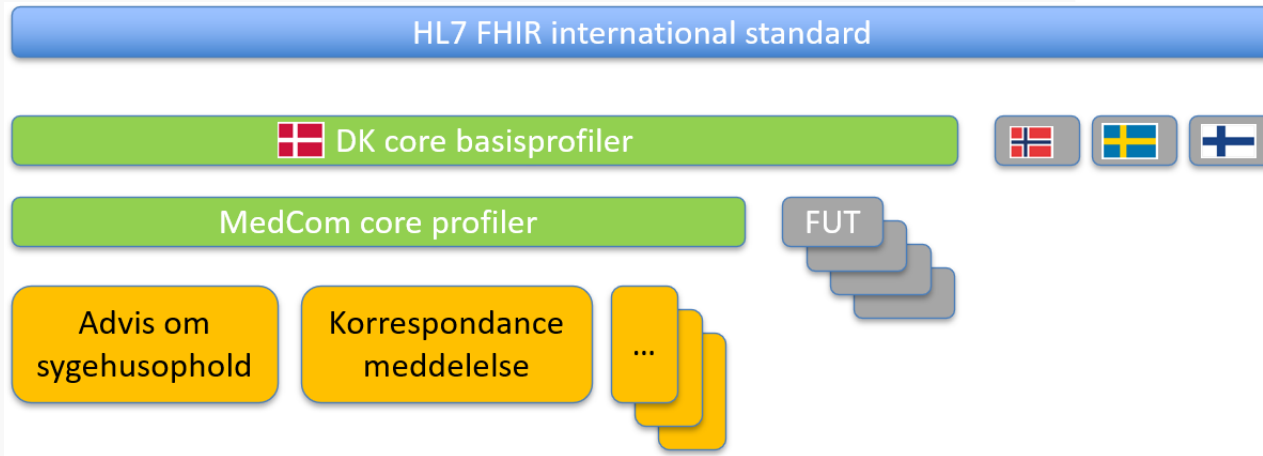 HL7 FHIR international standard
DK core basisprofiler
MedCom core profiler
FUT
Advis om
sygehusophold
Korrespondance
meddelelse
...